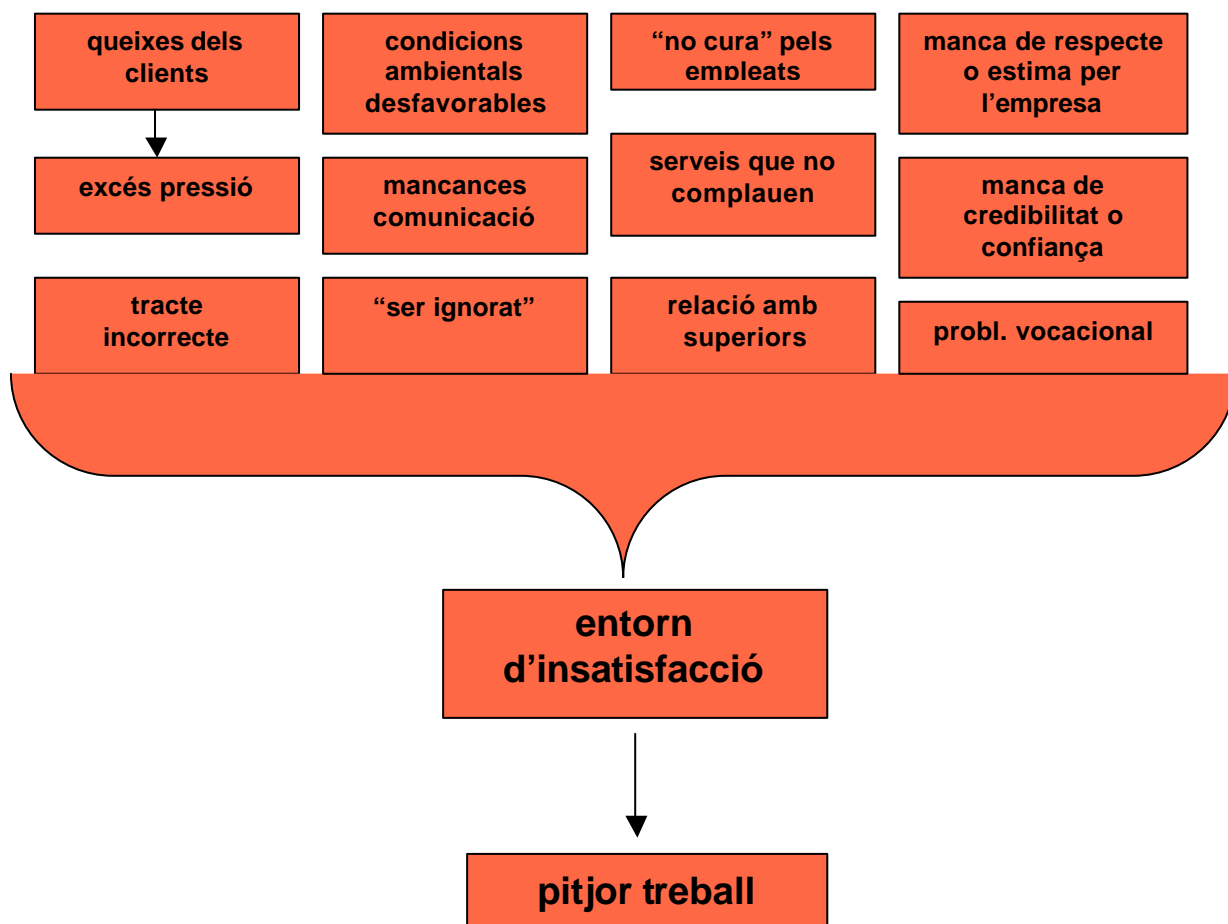 queixes dels
clients
excés pressió
tracte
incorrecte
condicions
ambientals
desfavorables
mancances
comunicació
“ser ignorat”
“no cura” pels
empleats
serveis que no
complauen
relació amb
superiors
manca de respecte
o estima per
l’empresa
manca de
credibilitat o
confiança
probl. vocacional
entorn
d’insatisfacció
pitjor treball